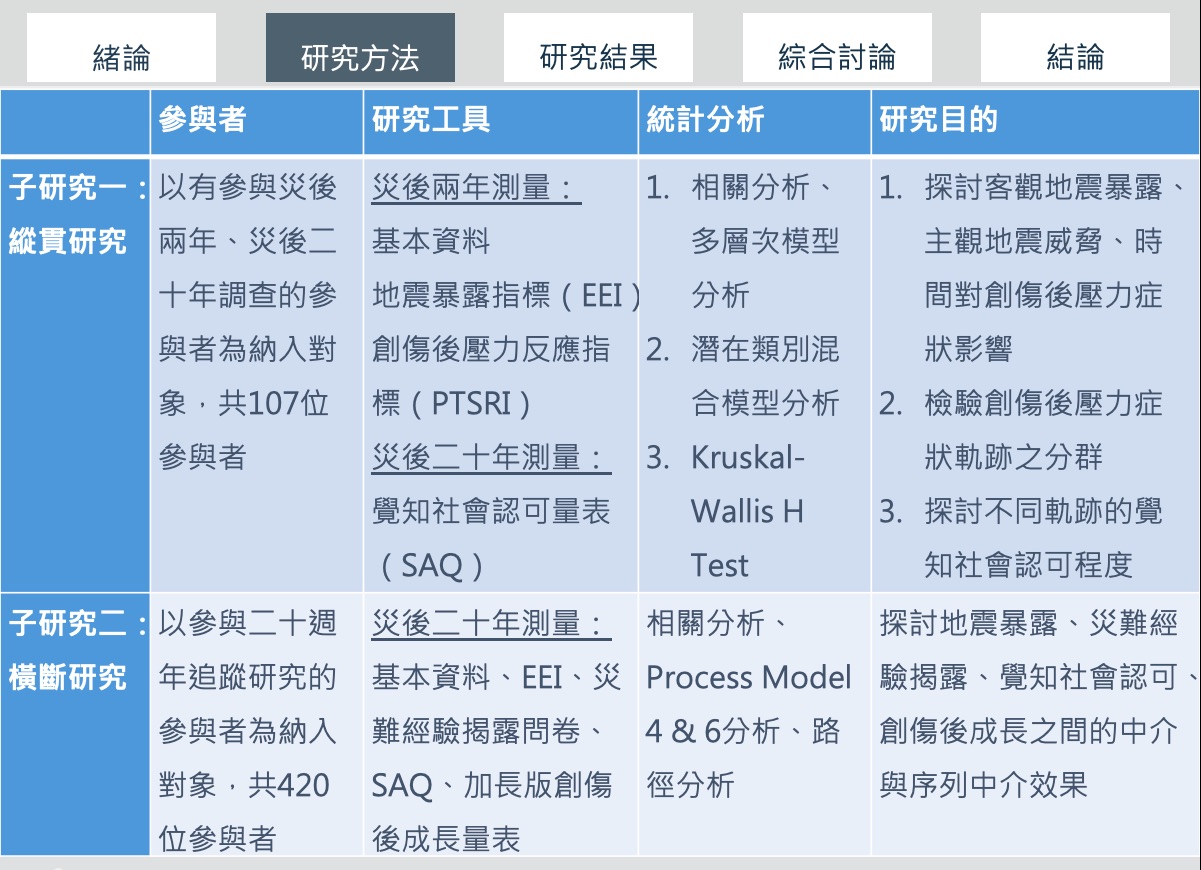 緒論
研究方法
研究結果
綜合討論
結論
參與者
研究工具
統計分析
研究目的
子研究一：
縱貫研究
以有參與災後
兩年、災後二
十年調查的參
與者為納入對
象，共107位
參與者
災後兩年測量：
基本資料
地震暴露指標（EEI）
創傷後壓力反應指
標（PTSRI）
災後二十年測量：
覺知社會認可量表
（SAQ）
1. 相關分析、
多層次模型
分析
2. 潛在類別混
合模型分析
3. Kruskal-
Wallis H
Test
1. 探討客觀地震暴露、
主觀地震威脅、時
間對創傷後壓力症
狀影響
2. 檢驗創傷後壓力症
狀軌跡之分群
3. 探討不同軌跡的覺
知社會認可程度
子研究二：
橫斷研究
以參與二十週
年追蹤研究的
參與者為納入
對象，共420
位參與者
災後二十年測量：
基本資料、EEI、災
難經驗揭露問卷、
SAQ、加長版創傷
後成長量表
相關分析、
Process Model
4 & 6分析、路
徑分析
探討地震暴露、災難經
驗揭露、覺知社會認可、
創傷後成長之間的中介
與序列中介效果